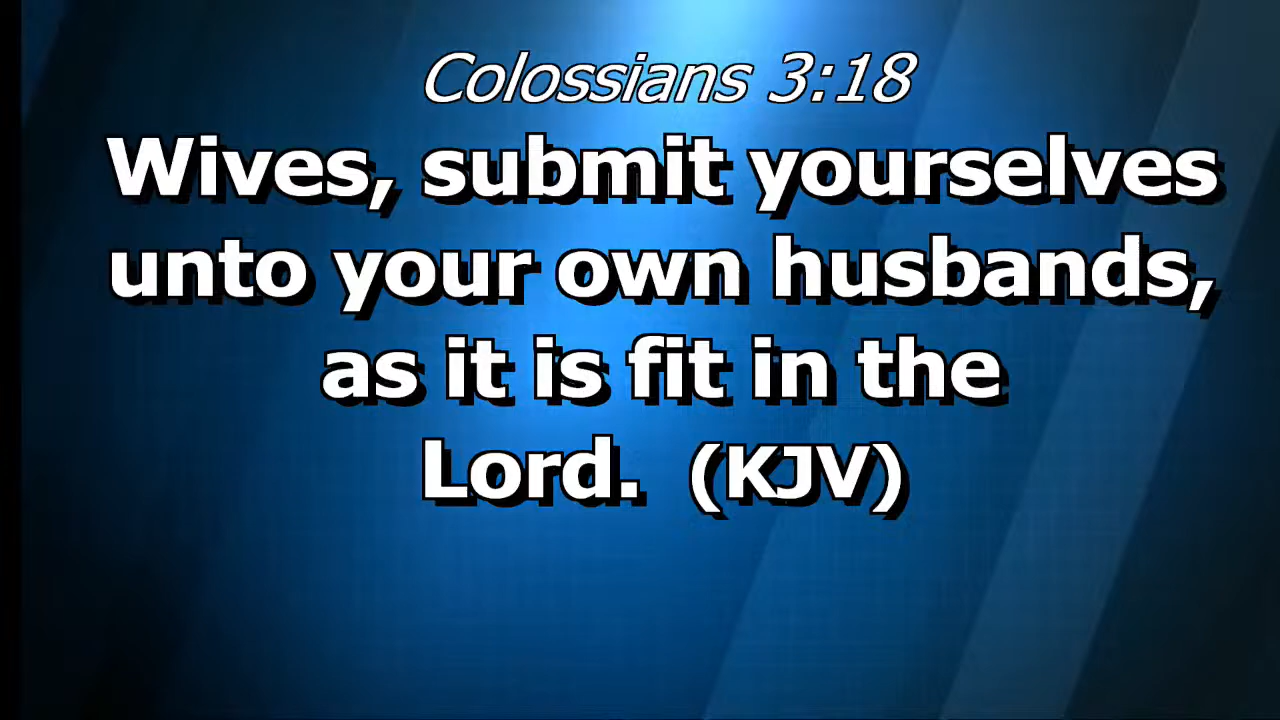 Colossians 3:18
Wives, submit yourselves
unto your own husbands,
as it is fit in the
Lord. (KJV)